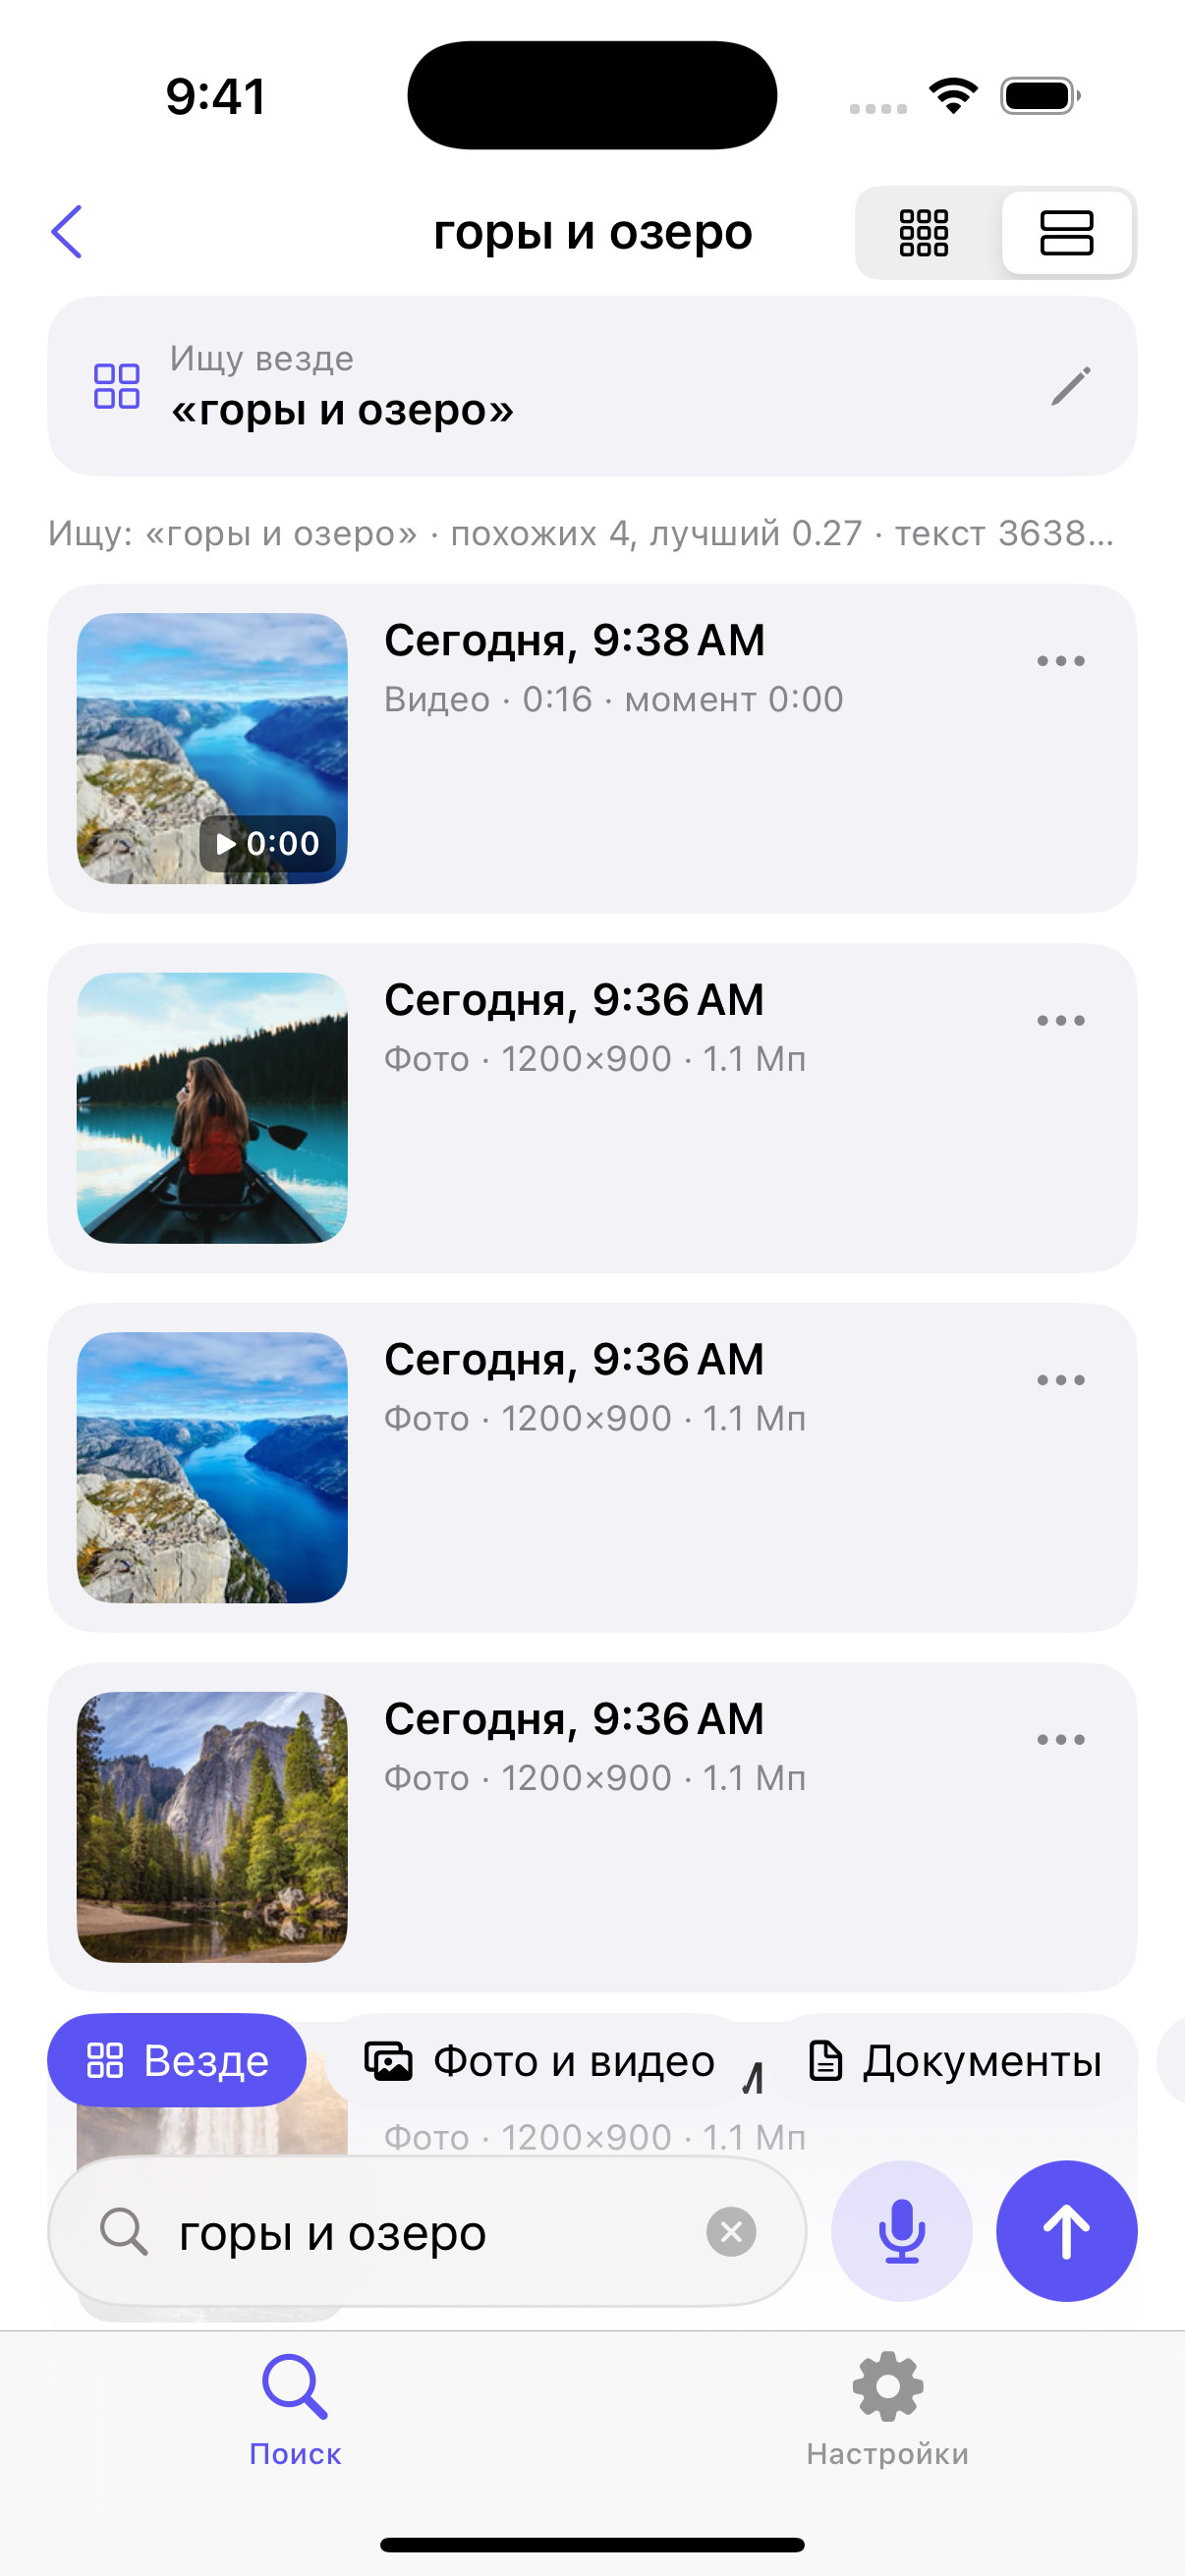 9:41
горы и озеро
Ищу везде
«горы и озеро»
Ищу: «горы и озеро» · похожих 4, лучший 0.27 · текст 3638...
Сегодня, 9:38 AM
Видео · 0:16 · момент 0:00
0:00
Сегодня, 9:36 AM
Фото · 1200×900 · 1.1 Мп
Сегодня, 9:36 AM
Фото · 1200×900 · 1.1 Мп
Сегодня, 9:36 AM
Фото · 1200×900 · 1.1 Мп
Везде
Фото и видео
Документы
Фото · 1200×900 · 1.1 Мп
горы и озеро
Поиск
Настройки